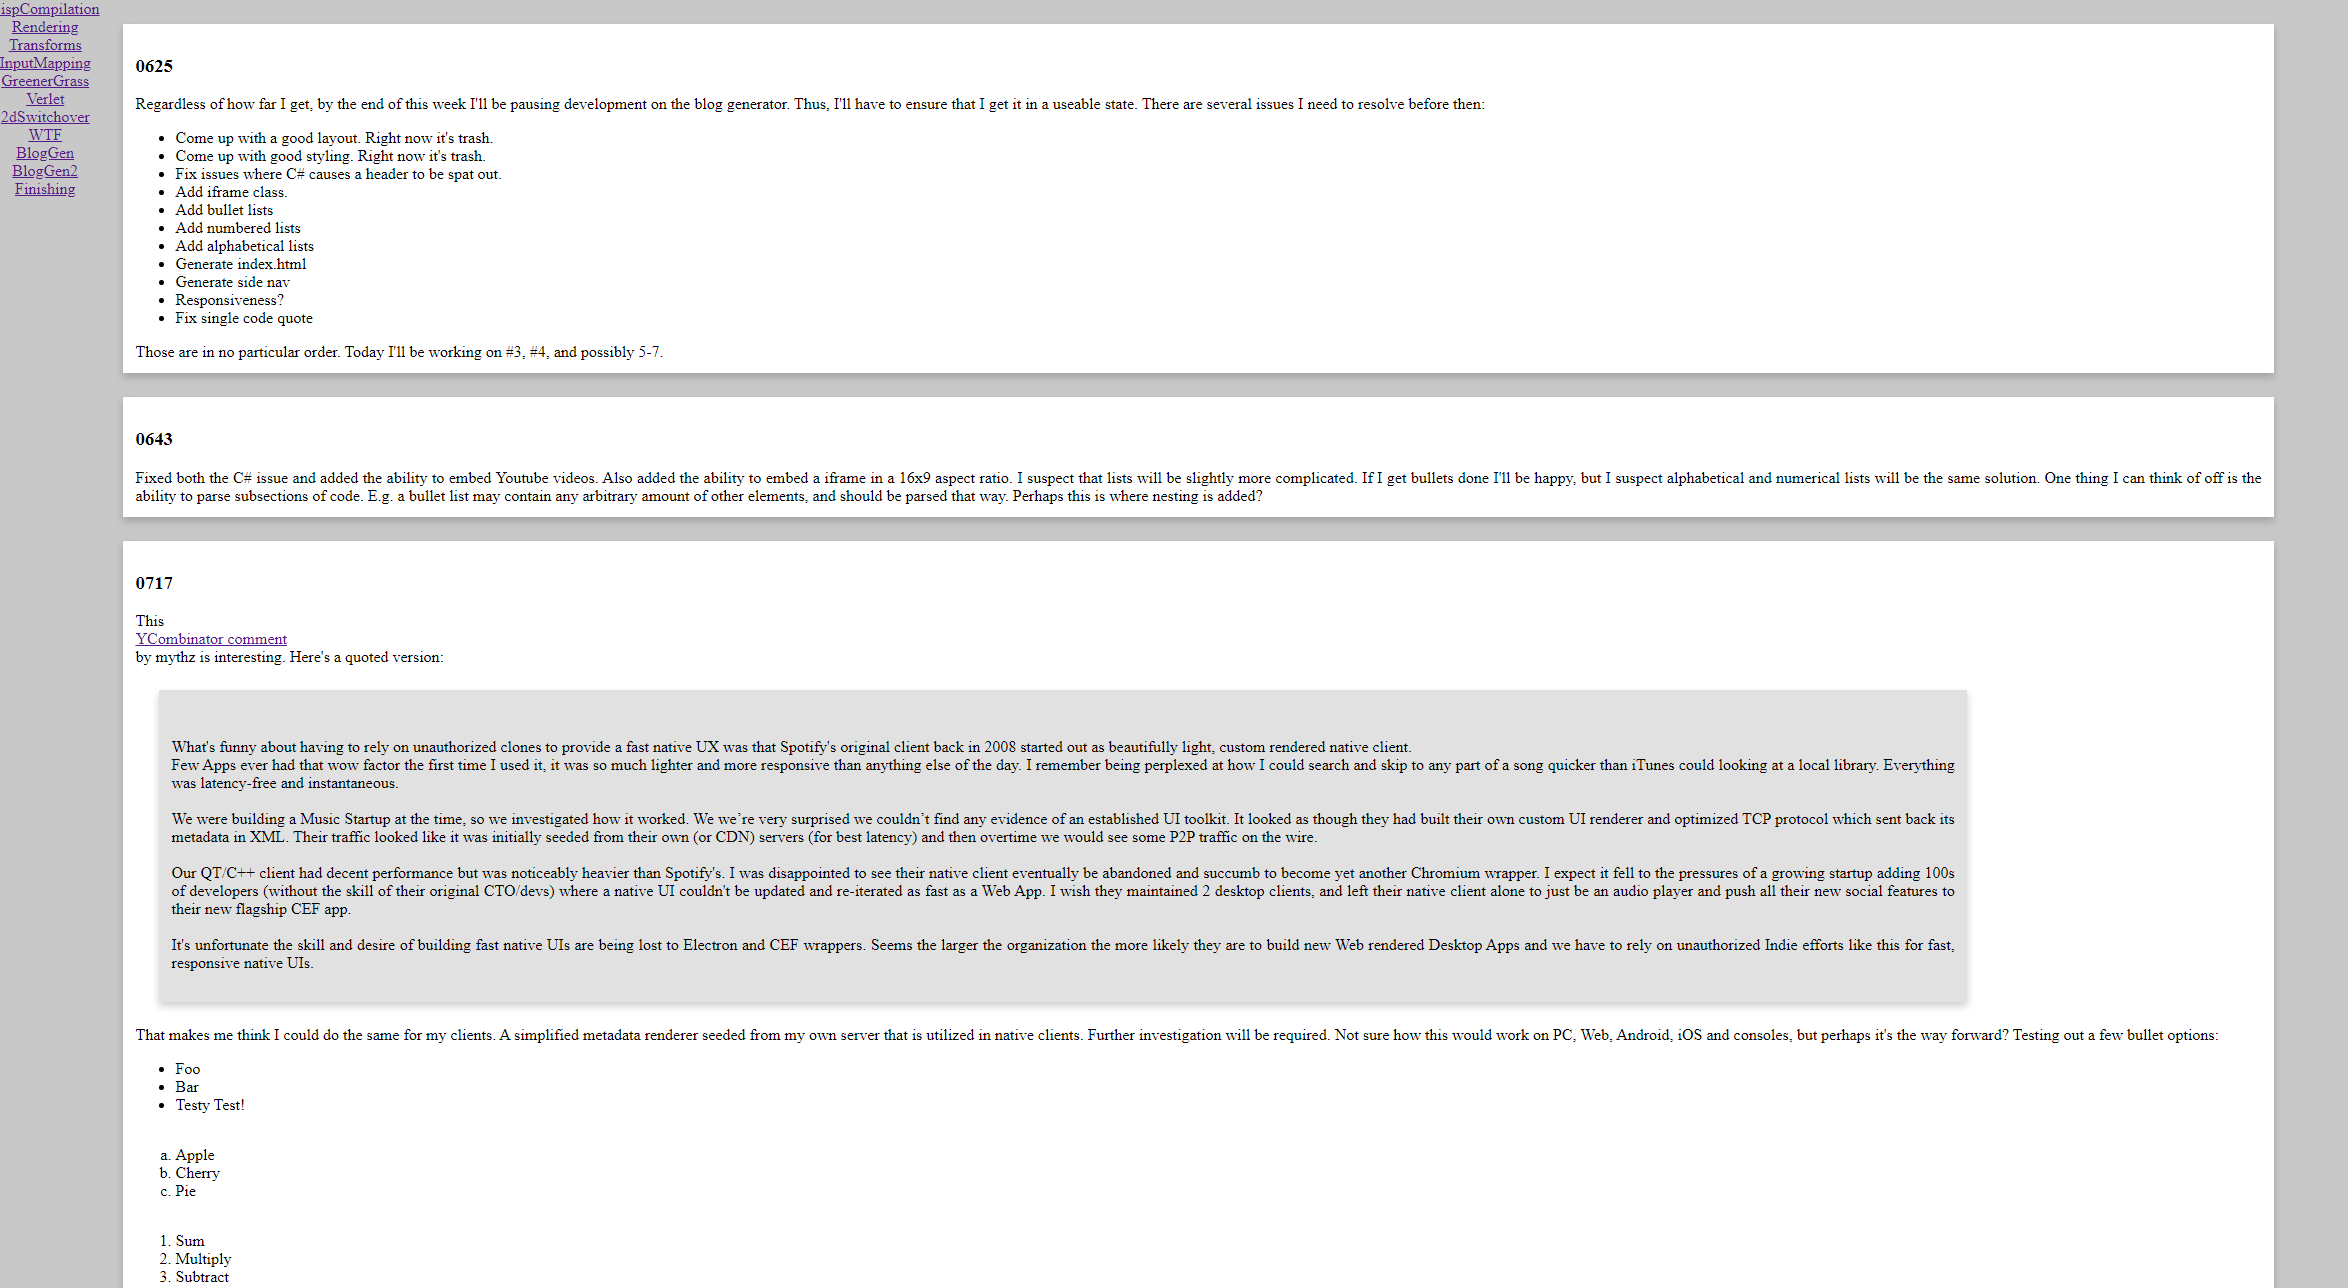 ispCompilation
Rendering
Transforms
InputMapping
GreenerGrass
Verlet
2dSwitchover
WTF
BlogGen
BlogGen2
Finishing
0625
Regardless of how far I get, by the end of this week I'll be pausing development on the blog generator. Thus, I'll have to ensure that I get it in a useable state. There are several issues I need to resolve before then:
• Come up with a good layout. Right now it's trash.
• Come up with good styling. Right now it's trash.
• Fix issues where C# causes a header to be spat out.
• Add iframe class.
• Add bullet lists
• Add numbered lists
• Add alphabetical lists
• Generate index.html
• Generate side nav
• Responsiveness?
• Fix single code quote
Those are in no particular order. Today I'll be working on #3, #4, and possibly 5-7.
0643
Fixed both the C# issue and added the ability to embed Youtube videos. Also added the ability to embed a iframe in a 16x9 aspect ratio. I suspect that lists will be slightly more complicated. If I get bullets done I'll be happy, but I suspect alphabetical and numerical lists will be the same solution. One thing I can think of off is the
ability to parse subsections of code. E.g. a bullet list may contain any arbitrary amount of other elements, and should be parsed that way. Perhaps this is where nesting is added?
0717
This
YCombinator comment
by mythz is interesting. Here's a quoted version:
What's funny about having to rely on unauthorized clones to provide a fast native UX was that Spotify's original client back in 2008 started out as beautifully light, custom rendered native client.
Few Apps ever had that wow factor the first time I used it, it was so much lighter and more responsive than anything else of the day. I remember being perplexed at how I could search and skip to any part of a song quicker than iTunes could looking at a local library. Everything
was latency-free and instantaneous.
We were building a Music Startup at the time, so we investigated how it worked. We we’re very surprised we couldn’t find any evidence of an established UI toolkit. It looked as though they had built their own custom UI renderer and optimized TCP protocol which sent back its
metadata in XML. Their traffic looked like it was initially seeded from their own (or CDN) servers (for best latency) and then overtime we would see some P2P traffic on the wire.
Our QT/C++ client had decent performance but was noticeably heavier than Spotify's. I was disappointed to see their native client eventually be abandoned and succumb to become yet another Chromium wrapper. I expect it fell to the pressures of a growing startup adding 100s
of developers (without the skill of their original CTO/devs) where a native UI couldn't be updated and re-iterated as fast as a Web App. I wish they maintained 2 desktop clients, and left their native client alone to just be an audio player and push all their new social features to
their new flagship CEF app.
It's unfortunate the skill and desire of building fast native UIs are being lost to Electron and CEF wrappers. Seems the larger the organization the more likely they are to build new Web rendered Desktop Apps and we have to rely on unauthorized Indie efforts like this for fast,
responsive native UIs.
That makes me think I could do the same for my clients. A simplified metadata renderer seeded from my own server that is utilized in native clients. Further investigation will be required. Not sure how this would work on PC, Web, Android, iOS and consoles, but perhaps it's the way forward? Testing out a few bullet options:
• Foo
• Bar
• Testy Test!
a. Apple
b. Cherry
c. Pie
1. Sum
2. Multiply
3. Subtract